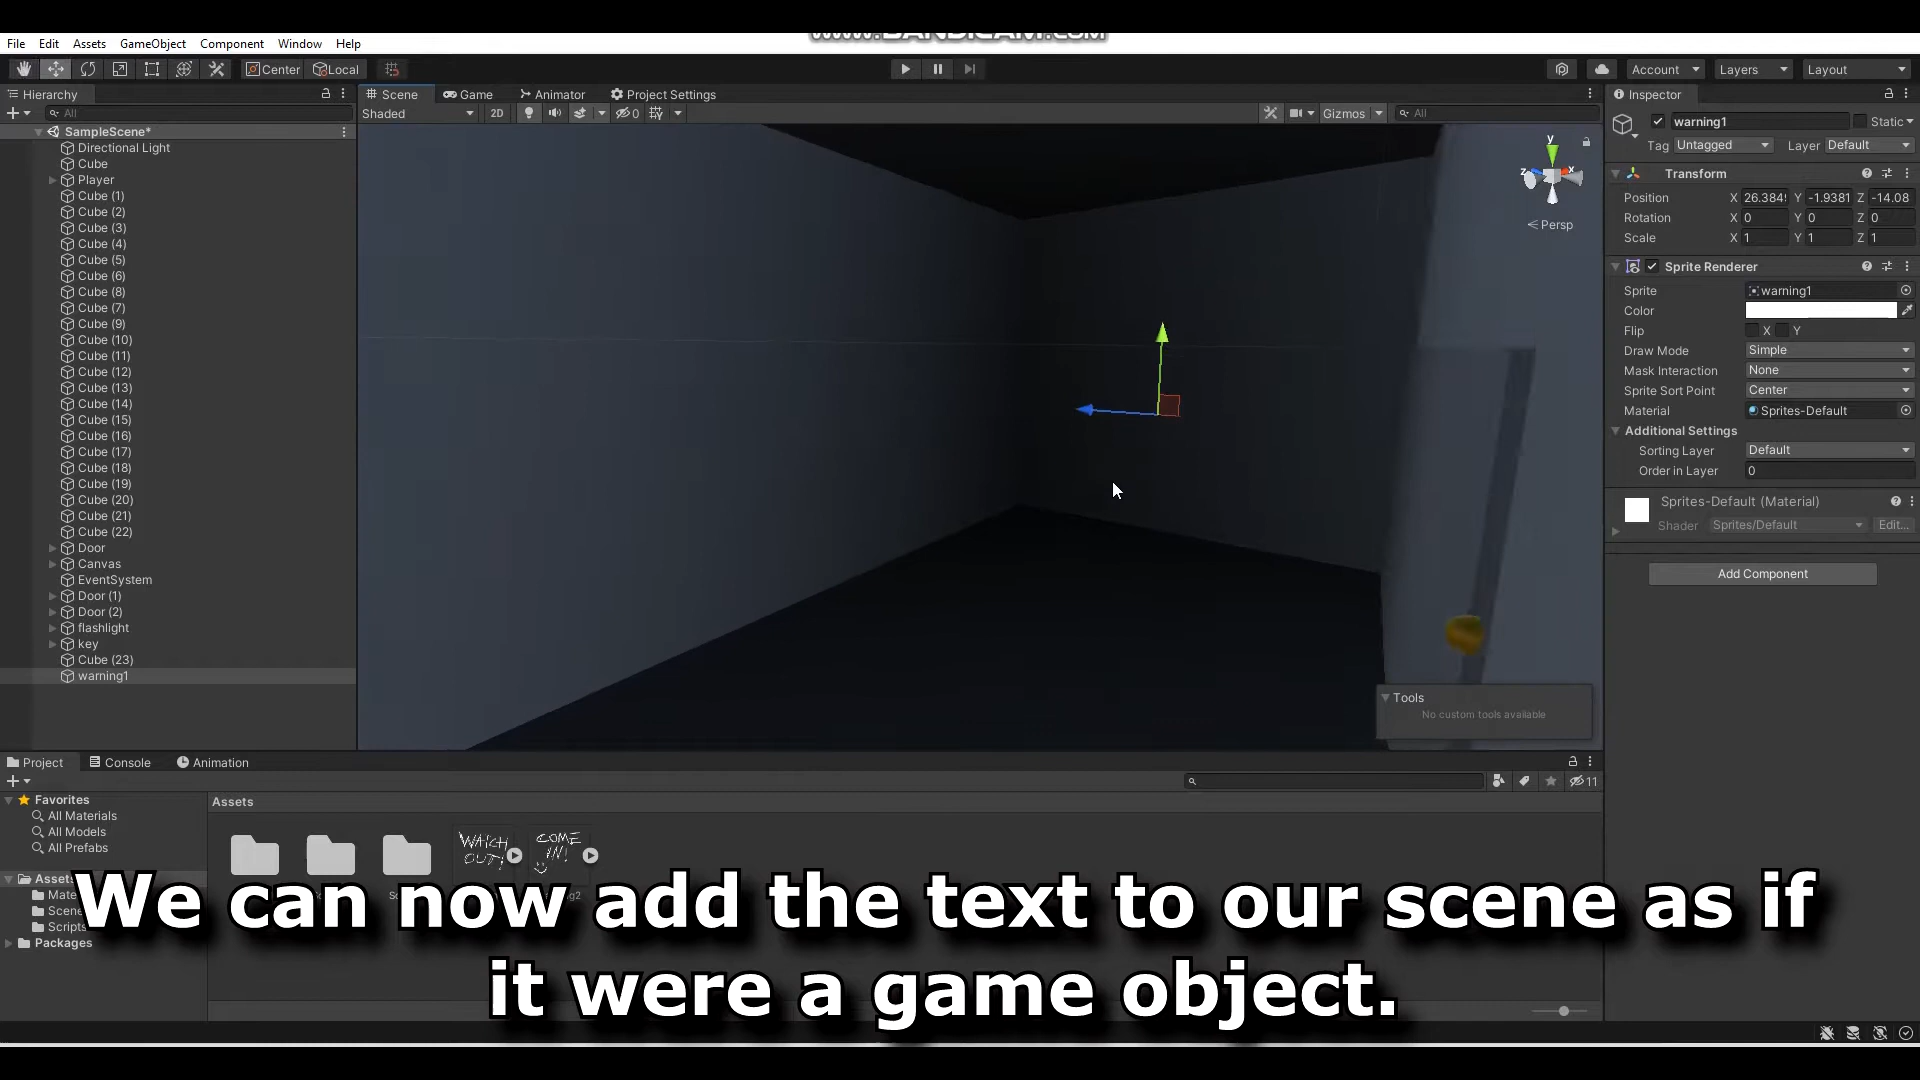 www.BANDICAM.com
File Edit Assets GameObject Component Window Help
Center Local
Account Layers Layout
Hierarchy
All
SampleScene*
Directional Light
Cube
Player
Cube (1)
Cube (2)
Cube (3)
Cube (4)
Cube (5)
Cube (6)
Cube (8)
Cube (7)
Cube (9)
Cube (10)
Cube (11)
Cube (12)
Cube (13)
Cube (14)
Cube (15)
Cube (16)
Cube (17)
Cube (18)
Cube (19)
Cube (20)
Cube (21)
Cube (22)
Door
Canvas
EventSystem
Door (1)
Door (2)
flashlight
key
Cube (23)
warning1
Scene Game Animator Project Settings
Shaded 2D 0 Gizmos All
y
z x
Persp
Tools
No custom tools available
Inspector
warning1 Static
Tag Untagged Layer Default
Transform
Position X 26.384 Y -1.9381 Z -14.08
Rotation X 0 Y 0 Z 0
Scale X 1 Y 1 Z 1
Sprite Renderer
Sprite warning1
Color
Flip X Y
Draw Mode Simple
Mask Interaction None
Sprite Sort Point Center
Material Sprites-Default
Additional Settings
Sorting Layer Default
Order in Layer 0
Sprites-Default (Material)
Shader Sprites/Default Edit...
Add Component
Project Console Animation
11
Favorites
All Materials
All Models
All Prefabs
Assets
Scripts
Packages
Assets
WATCH OUT!
COME IN!
We can now add the text to our scene as if
it were a game object.